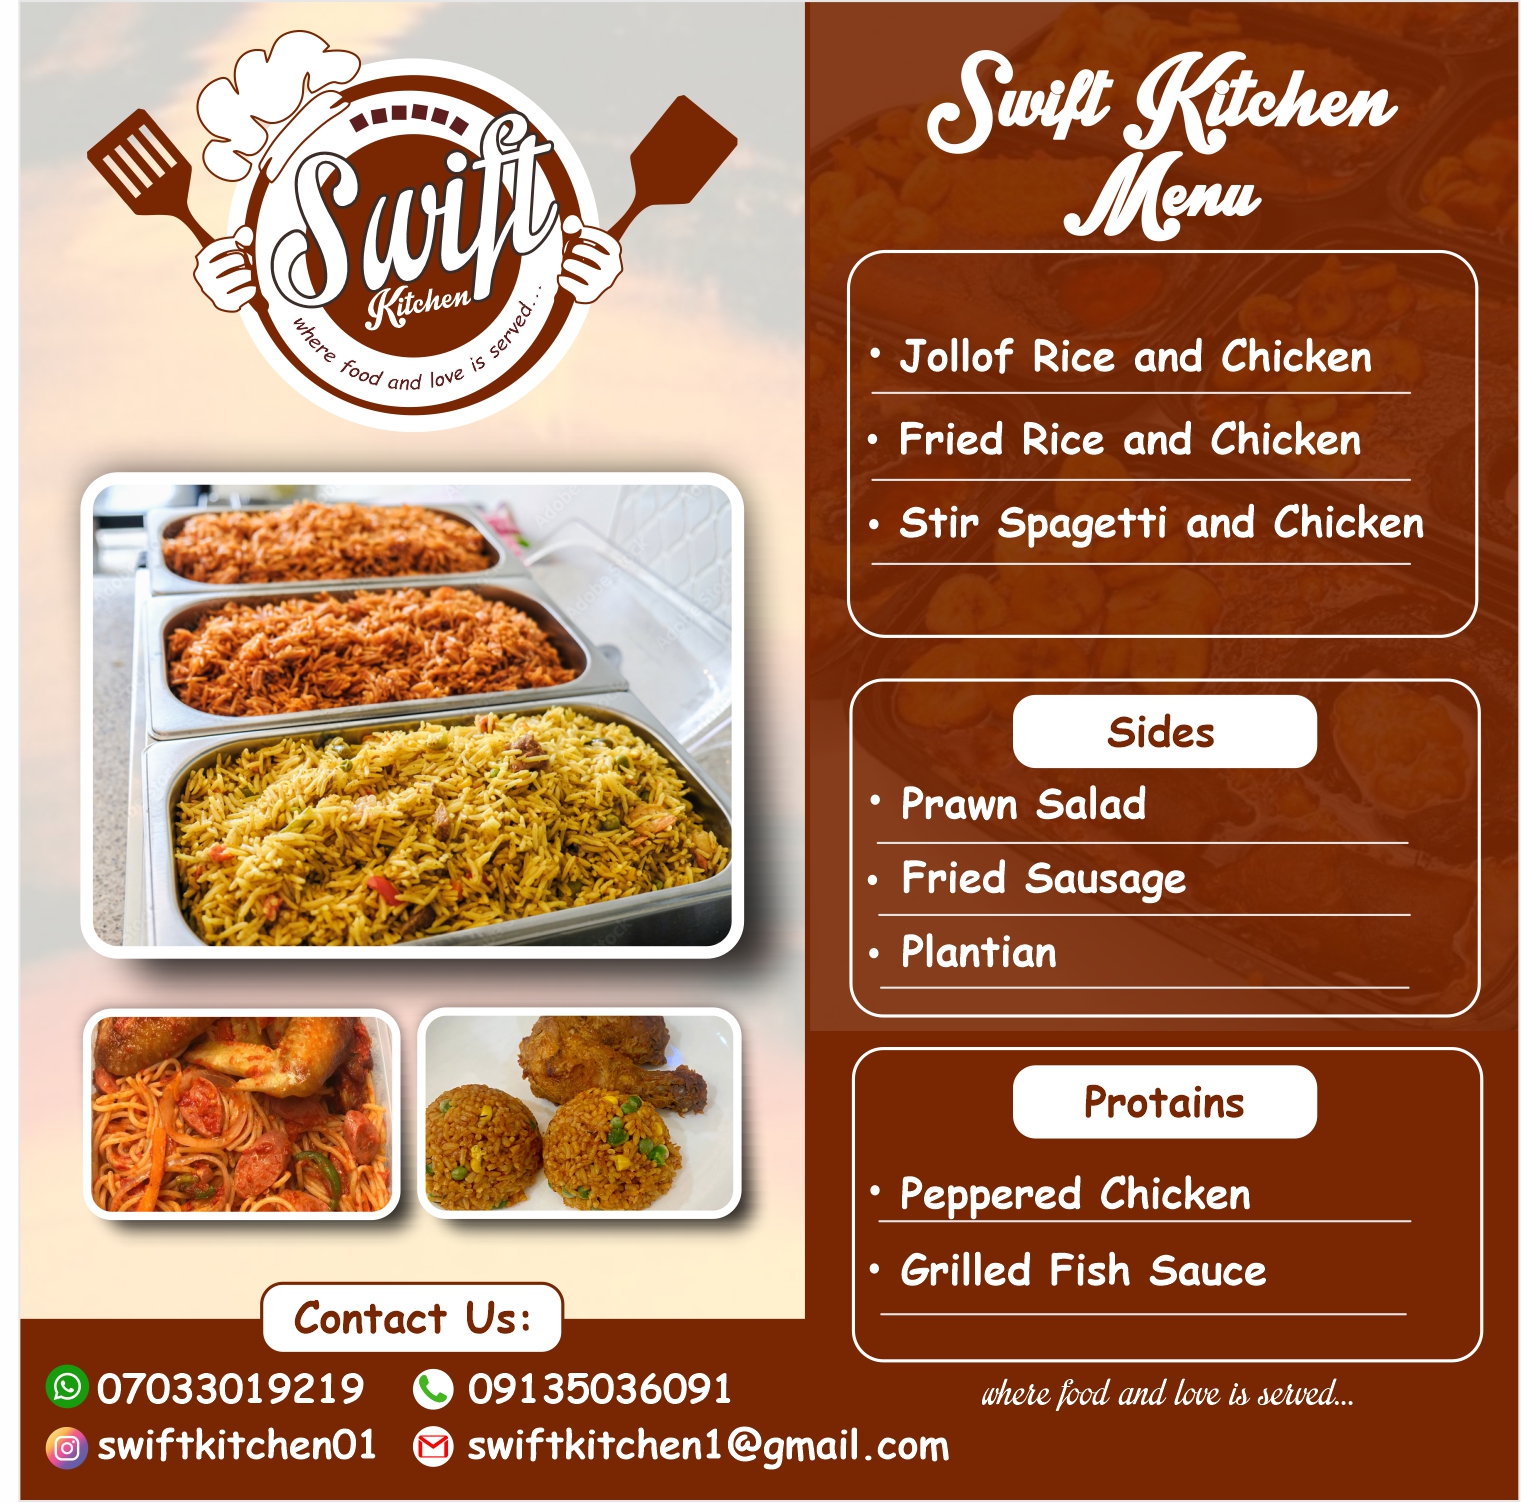 Swift
Kitchen
where food and love is served...
Contact Us:
07033019219
09135036091
swiftkitchen01
swiftkitchen1@gmail.com
Swift Kitchen
Menu
• Jollof Rice and Chicken
• Fried Rice and Chicken
• Stir Spagetti and Chicken
Sides
• Prawn Salad
• Fried Sausage
• Plantian
Protains
• Peppered Chicken
• Grilled Fish Sauce
where food and love is served...